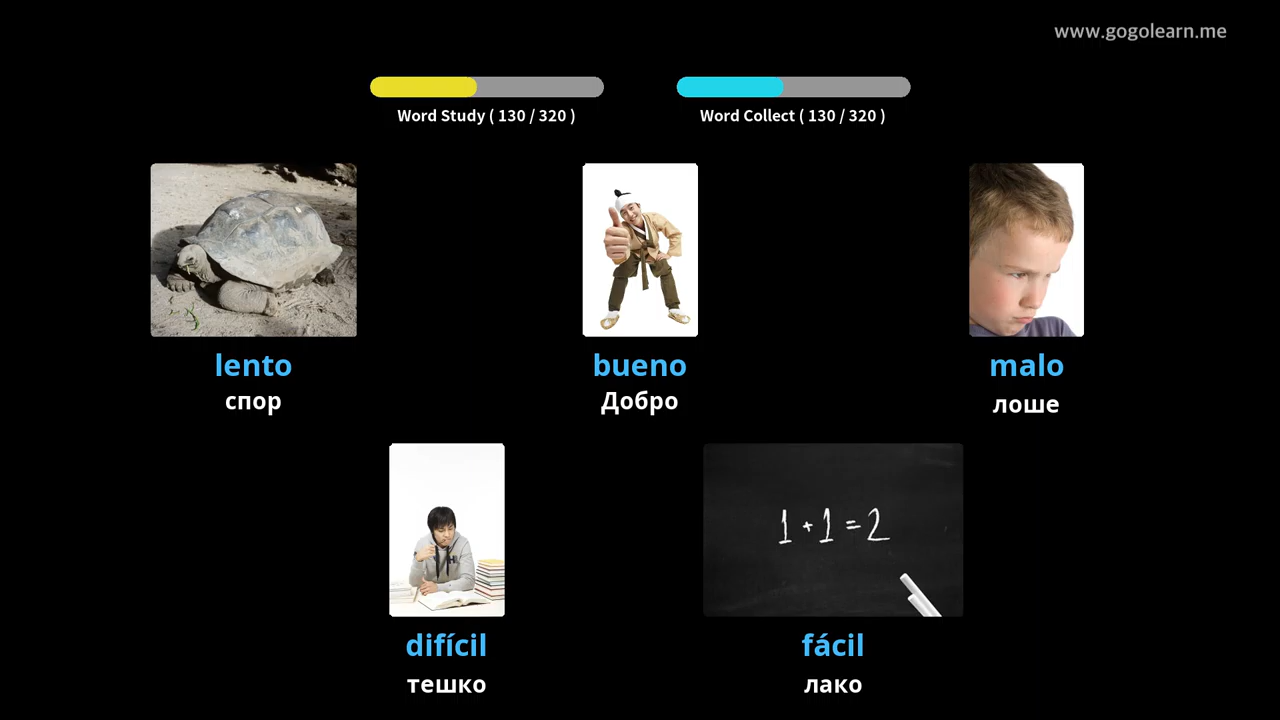 www.gogolearn.me
Word Study ( 130 / 320 )
Word Collect ( 130 / 320 )
lento
спор
bueno
Добро
malo
лоше
1 + 1 = 2
difícil
тешко
fácil
лако